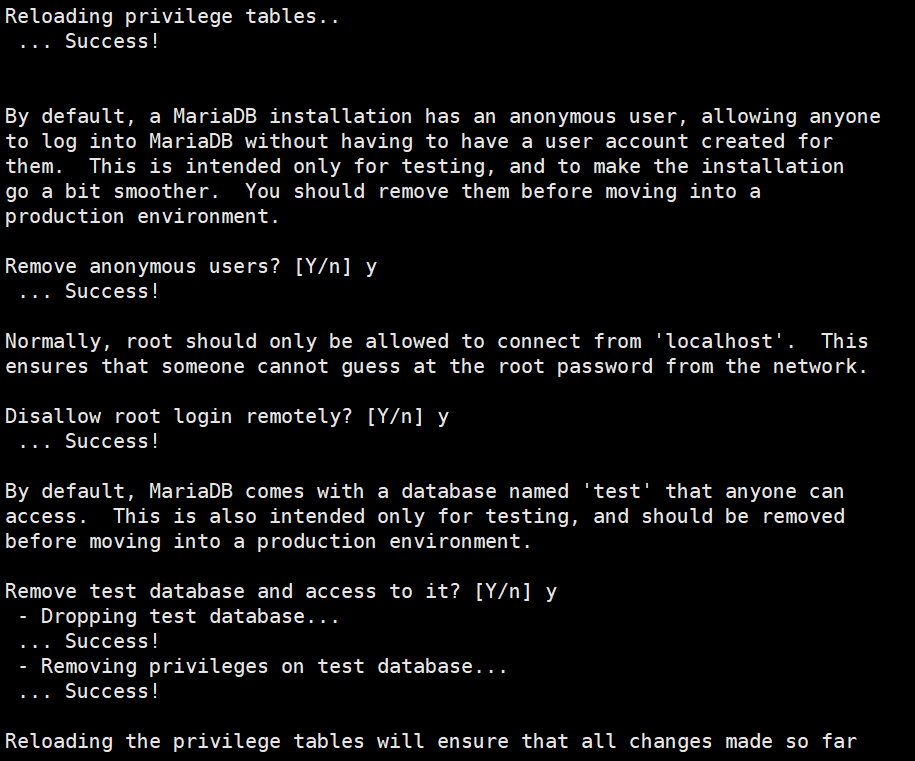 Reloading privilege tables..
 ... Success!
By default, a MariaDB installation has an anonymous user, allowing anyone
to log into MariaDB without having to have a user account created for
them.  This is intended only for testing, and to make the installation
go a bit smoother.  You should remove them before moving into a
production environment.
Remove anonymous users? [Y/n] y
 ... Success!
Normally, root should only be allowed to connect from 'localhost'.  This
ensures that someone cannot guess at the root password from the network.
Disallow root login remotely? [Y/n] y
 ... Success!
By default, MariaDB comes with a database named 'test' that anyone can
access.  This is also intended only for testing, and should be removed
before moving into a production environment.
Remove test database and access to it? [Y/n] y
 - Dropping test database...
 ... Success!
 - Removing privileges on test database...
 ... Success!
Reloading the privilege tables will ensure that all changes made so far